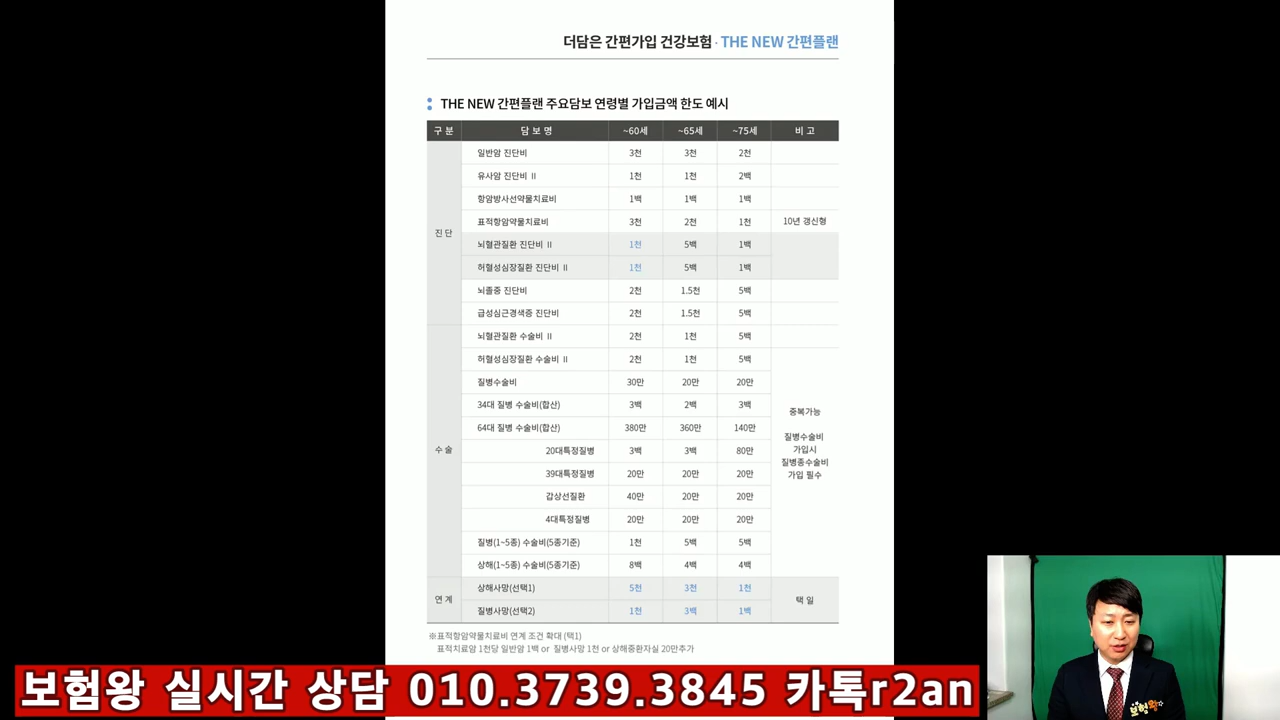 더담은 간편가입 건강보험 · THE NEW 간편플랜
THE NEW 간편플랜 주요담보 연령별 가입금액 한도 예시
구분 담보명 ~60세 ~65세 ~75세 비고
진단
일반암 진단비 3천 3천 2천
유사암 진단비 Ⅱ 1천 1천 2백
항암방사선약물치료비 1백 1백 1백
표적항암약물치료비 3천 2천 1천 10년 갱신형
뇌혈관질환 진단비 Ⅱ 1천 5백 1백
허혈성심장질환 진단비 Ⅱ 1천 5백 1백
뇌졸중 진단비 2천 1.5천 5백
급성심근경색증 진단비 2천 1.5천 5백
수술
뇌혈관질환 수술비 Ⅱ 2천 1천 5백
허혈성심장질환 수술비 Ⅱ 2천 1천 5백
질병수술비 30만 20만 20만
34대 질병 수술비(합산) 3백 2백 3백
64대 질병 수술비(합산) 380만 360만 140만
20대특정질병 3백 3백 80만
39대특정질병 20만 20만 20만
갑상선질환 40만 20만 20만
4대특정질병 20만 20만 20만
질병(1~5종) 수술비(5종기준) 1천 5백 5백
상해(1~5종) 수술비(5종기준) 8백 4백 4백
중복가능
질병수술비
가입시
질병종수술비
가입 필수
연계
상해사망(선택1) 5천 3천 1천
질병사망(선택2) 1천 3백 1백
택일
※표적항암약물치료비 연계 조건 확대 (택1)
표적치료암 1천당 일반암 1백 or 질병사망 1천 or 상해중환자실 20만추가
보험왕 실시간 상담 010.3739.3845 카톡r2an
보험왕